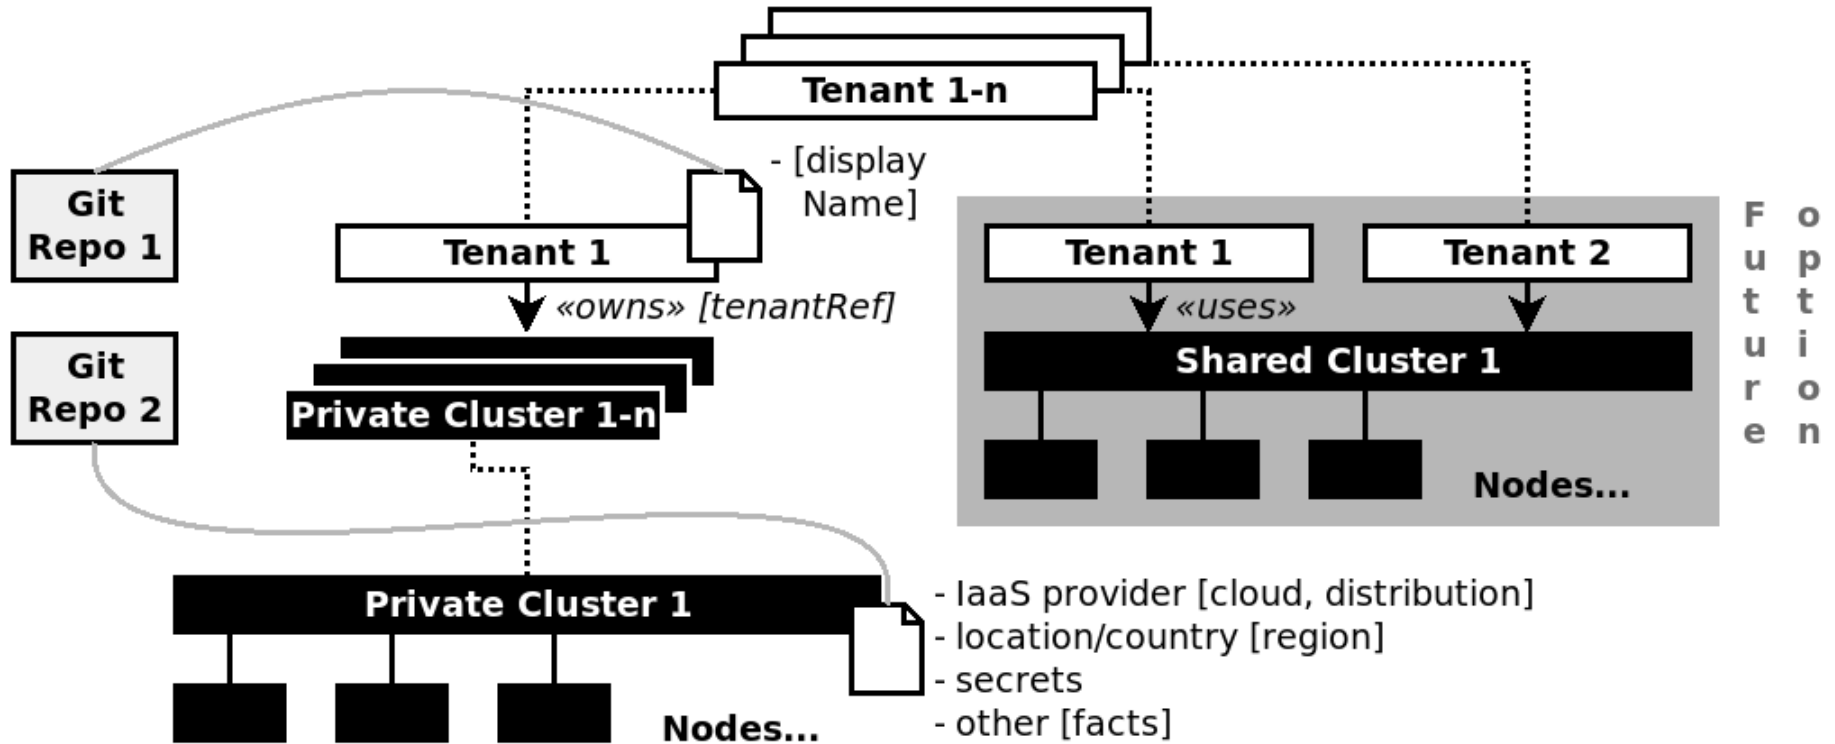 Tenant 1-n
- [display
Name]
Git
Repo 1
Tenant 1
«owns» [tenantRef]
Git
Repo 2
Private Cluster 1-n
Private Cluster 1
Nodes...
- IaaS provider [cloud, distribution]
- location/country [region]
- secrets
- other [facts]
Tenant 1
Tenant 2
«uses»
Shared Cluster 1
Nodes...
Future
option